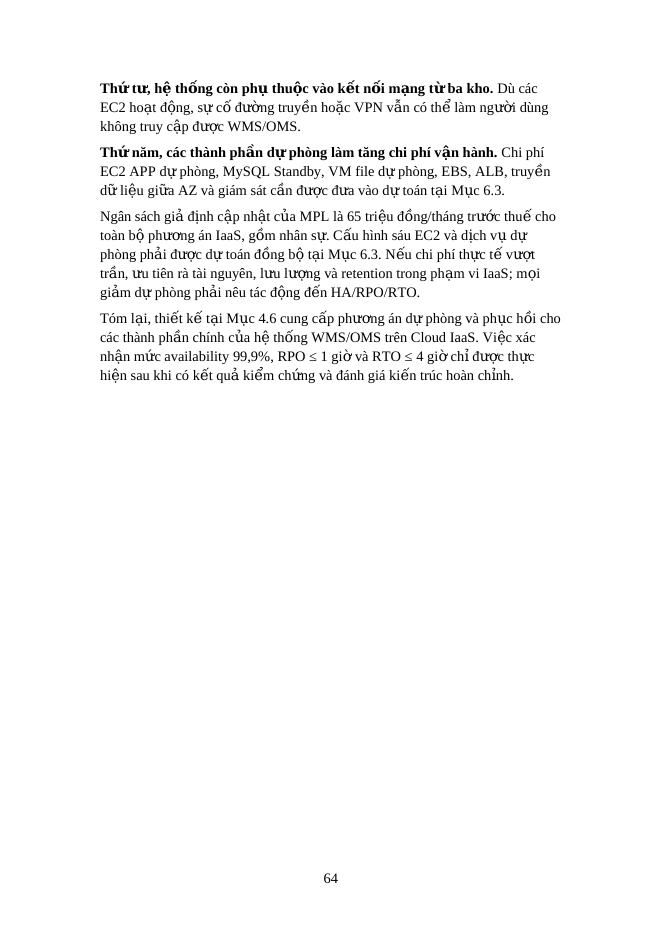 Thứ tư, hệ thống còn phụ thuộc vào kết nối mạng từ ba kho. Dù các
EC2 hoạt động, sự cố đường truyền hoặc VPN vẫn có thể làm người dùng
không truy cập được WMS/OMS.
Thứ năm, các thành phần dự phòng làm tăng chi phí vận hành. Chi phí
EC2 APP dự phòng, MySQL Standby, VM file dự phòng, EBS, ALB, truyền
dữ liệu giữa AZ và giám sát cần được đưa vào dự toán tại Mục 6.3.
Ngân sách giả định cập nhật của MPL là 65 triệu đồng/tháng trước thuế cho
toàn bộ phương án IaaS, gồm nhân sự. Cấu hình sáu EC2 và dịch vụ dự
phòng phải được dự toán đồng bộ tại Mục 6.3. Nếu chi phí thực tế vượt
trần, ưu tiên rà tài nguyên, lưu lượng và retention trong phạm vi IaaS; mọi
giảm dự phòng phải nêu tác động đến HA/RPO/RTO.
Tóm lại, thiết kế tại Mục 4.6 cung cấp phương án dự phòng và phục hồi cho
các thành phần chính của hệ thống WMS/OMS trên Cloud IaaS. Việc xác
nhận mức availability 99,9%, RPO ≤ 1 giờ và RTO ≤ 4 giờ chỉ được thực
hiện sau khi có kết quả kiểm chứng và đánh giá kiến trúc hoàn chỉnh.
64